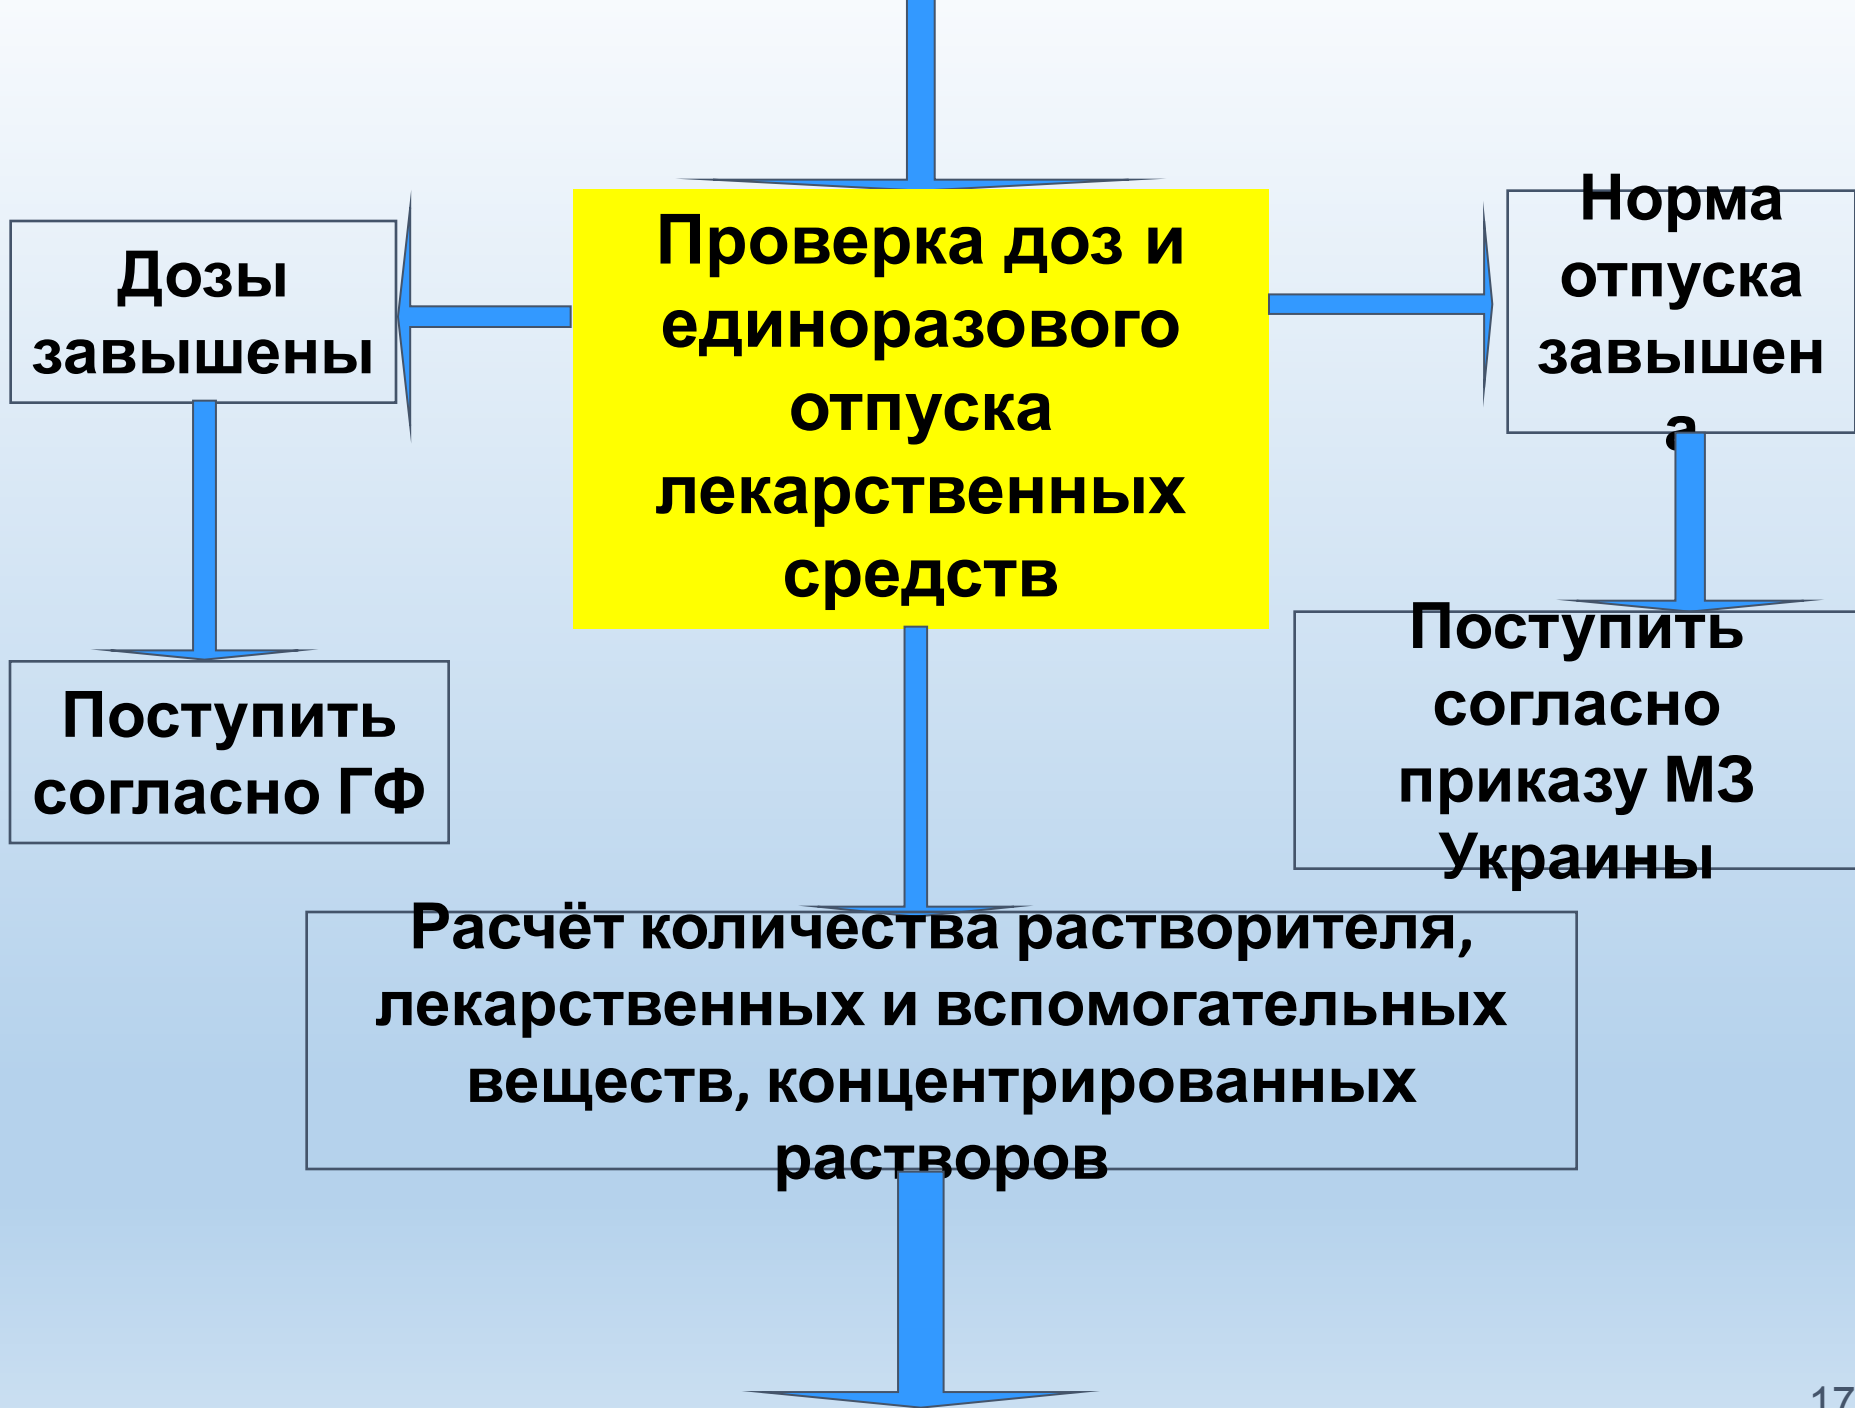 Проверка доз и
единоразового
отпуска
лекарственных
средств
Дозы
завышены
Норма
отпуска
завышен
а
Поступить
согласно ГФ
Поступить
согласно
приказу МЗ
Украины
Расчёт количества растворителя,
лекарственных и вспомогательных
веществ, концентрированных
растворов
17